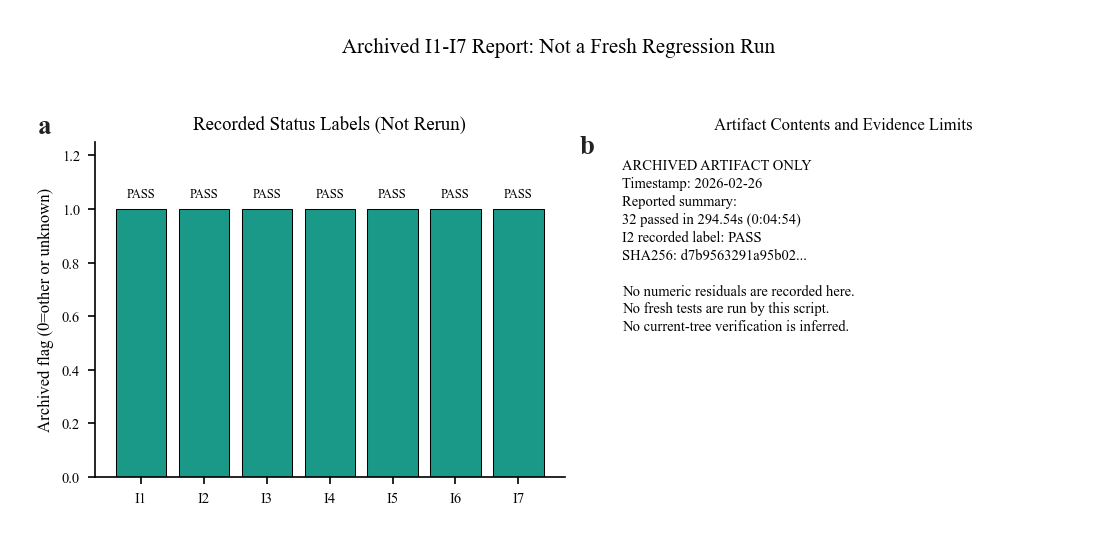 Archived I1-I7 Report: Not a Fresh Regression Run
a
Recorded Status Labels (Not Rerun)
Archived flag (0=other or unknown)
1.2
1.0
0.8
0.6
0.4
0.2
0.0
PASS PASS PASS PASS PASS PASS PASS
I1 I2 I3 I4 I5 I6 I7
b
Artifact Contents and Evidence Limits
ARCHIVED ARTIFACT ONLY
Timestamp: 2026-02-26
Reported summary:
32 passed in 294.54s (0:04:54)
I2 recorded label: PASS
SHA256: d7b9563291a95b02...
No numeric residuals are recorded here.
No fresh tests are run by this script.
No current-tree verification is inferred.